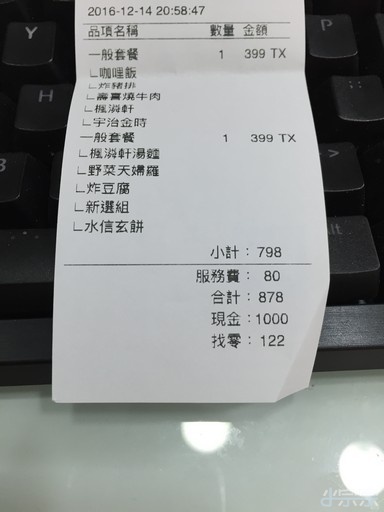 2016-12-14 20:58:47
品項名稱 數量 金額
一般套餐 1 399 TX
∟咖哩飯
∟炸豬排
∟壽喜燒牛肉
∟楓漪軒
∟宇治金時
一般套餐 1 399 TX
∟楓漪軒湯麵
∟野菜天婦羅
∟炸豆腐
∟新選組
∟水信玄餅
小計：798
服務費：80
合計：878
現金：1000
找零：122
Y
H
N
P
Alt